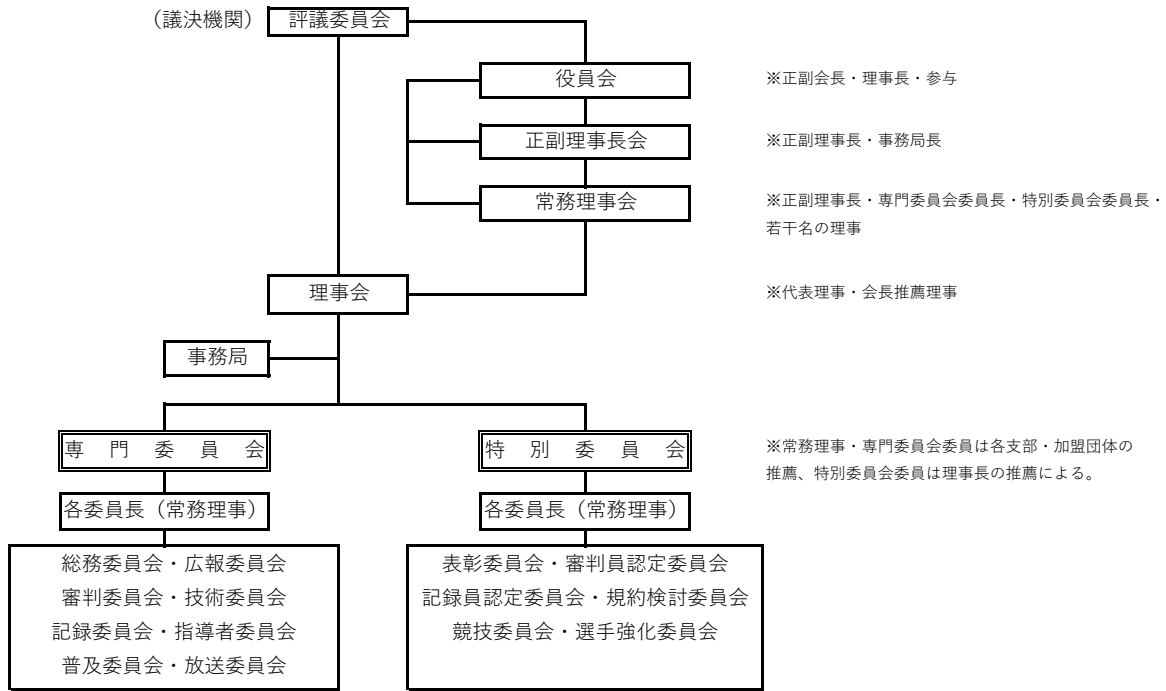 （議決機関） 評議委員会
役員会 ※正副会長・理事長・参与
正副理事長会 ※正副理事長・事務局長
常務理事会 ※正副理事長・専門委員会委員長・特別委員会委員長・
若干名の理事
理事会 ※代表理事・会長推薦理事
事務局
専門委員会
特別委員会
※常務理事・専門委員会委員は各支部・加盟団体の
推薦、特別委員会委員は理事長の推薦による。
各委員長（常務理事）
各委員長（常務理事）
総務委員会・広報委員会
審判委員会・技術委員会
記録委員会・指導者委員会
普及委員会・放送委員会
表彰委員会・審判員認定委員会
記録員認定委員会・規約検討委員会
競技委員会・選手強化委員会